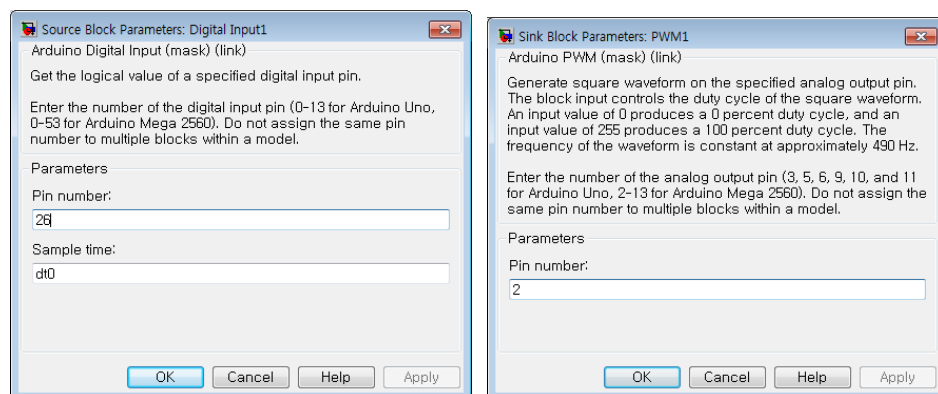 Source Block Parameters: Digital Input1
Arduino Digital Input (mask) (link)
Get the logical value of a specified digital input pin.
Enter the number of the digital input pin (0-13 for Arduino Uno,
0-53 for Arduino Mega 2560). Do not assign the same pin
number to multiple blocks within a model.
Parameters
Pin number:
26
Sample time:
dt0
OK
Cancel
Help
Apply
Sink Block Parameters: PWM1
Arduino PWM (mask) (link)
Generate square waveform on the specified analog output pin.
The block input controls the duty cycle of the square waveform.
An input value of 0 produces a 0 percent duty cycle, and an
input value of 255 produces a 100 percent duty cycle. The
frequency of the waveform is constant at approximately 490 Hz.
Enter the number of the analog output pin (3, 5, 6, 9, 10, and 11
for Arduino Uno, 2-13 for Arduino Mega 2560). Do not assign the
same pin number to multiple blocks within a model.
Parameters
Pin number:
2
OK
Cancel
Help
Apply